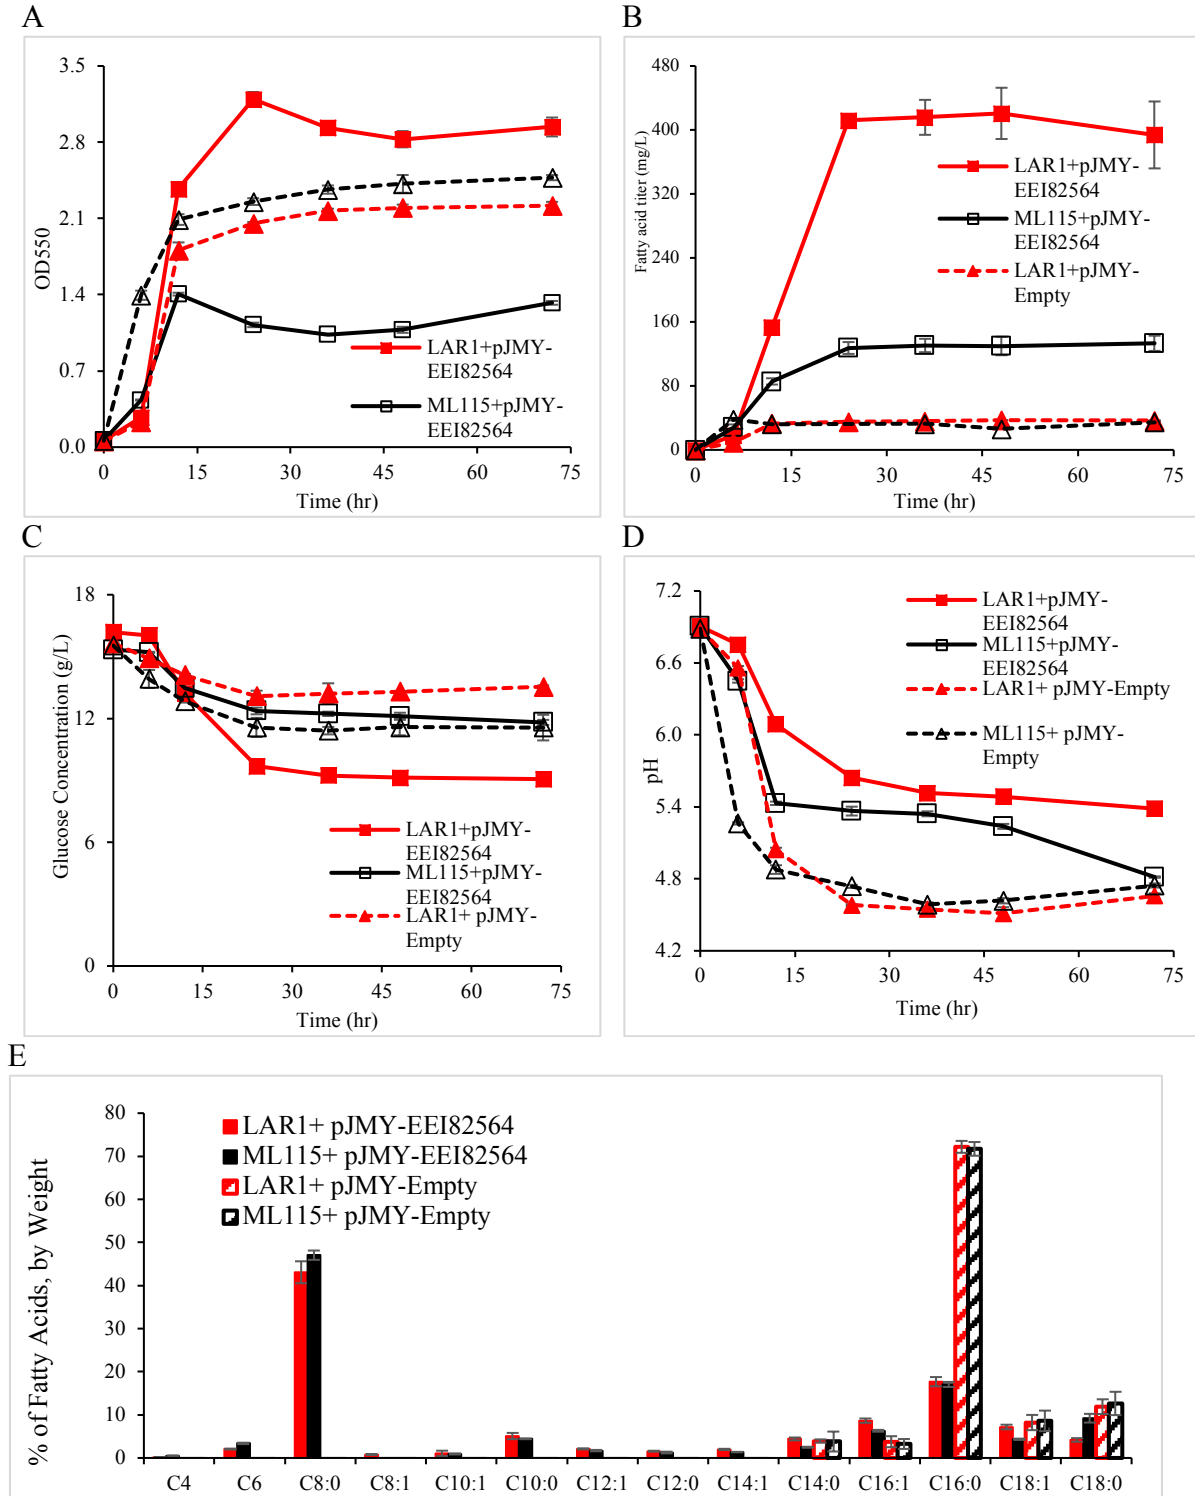 A
3.5
2.8
2.1
1.4
0.7
0.0
OD550
0 15 30 45 60 75
Time (hr)
LAR1+pJMY-
EEI82564
ML115+pJMY-
EEI82564
B
480
400
320
240
160
80
0
Fatty acid titer (mg/L)
0 15 30 45 60 75
Time (hr)
LAR1+pJMY-
EEI82564
ML115+pJMY-
EEI82564
LAR1+pJMY-
Empty
C
18
12
6
0
Glucose Concentration (g/L)
0 15 30 45 60 75
Time (hr)
LAR1+pJMY-
EEI82564
ML115+pJMY-
EEI82564
LAR1+ pJMY-
Empty
D
7.2
6.6
6.0
5.4
4.8
4.2
pH
0 15 30 45 60 75
Time (hr)
LAR1+pJMY-
EEI82564
ML115+pJMY-
EEI82564
LAR1+ pJMY-Empty
ML115+ pJMY-
Empty
E
80
70
60
50
40
30
20
10
0
% of Fatty Acids, by Weight
LAR1+ pJMY-EEI82564
ML115+ pJMY-EEI82564
LAR1+ pJMY-Empty
ML115+ pJMY-Empty
C4 C6 C8:0 C8:1 C10:1 C10:0 C12:1 C12:0 C14:1 C14:0 C16:1 C16:0 C18:1 C18:0